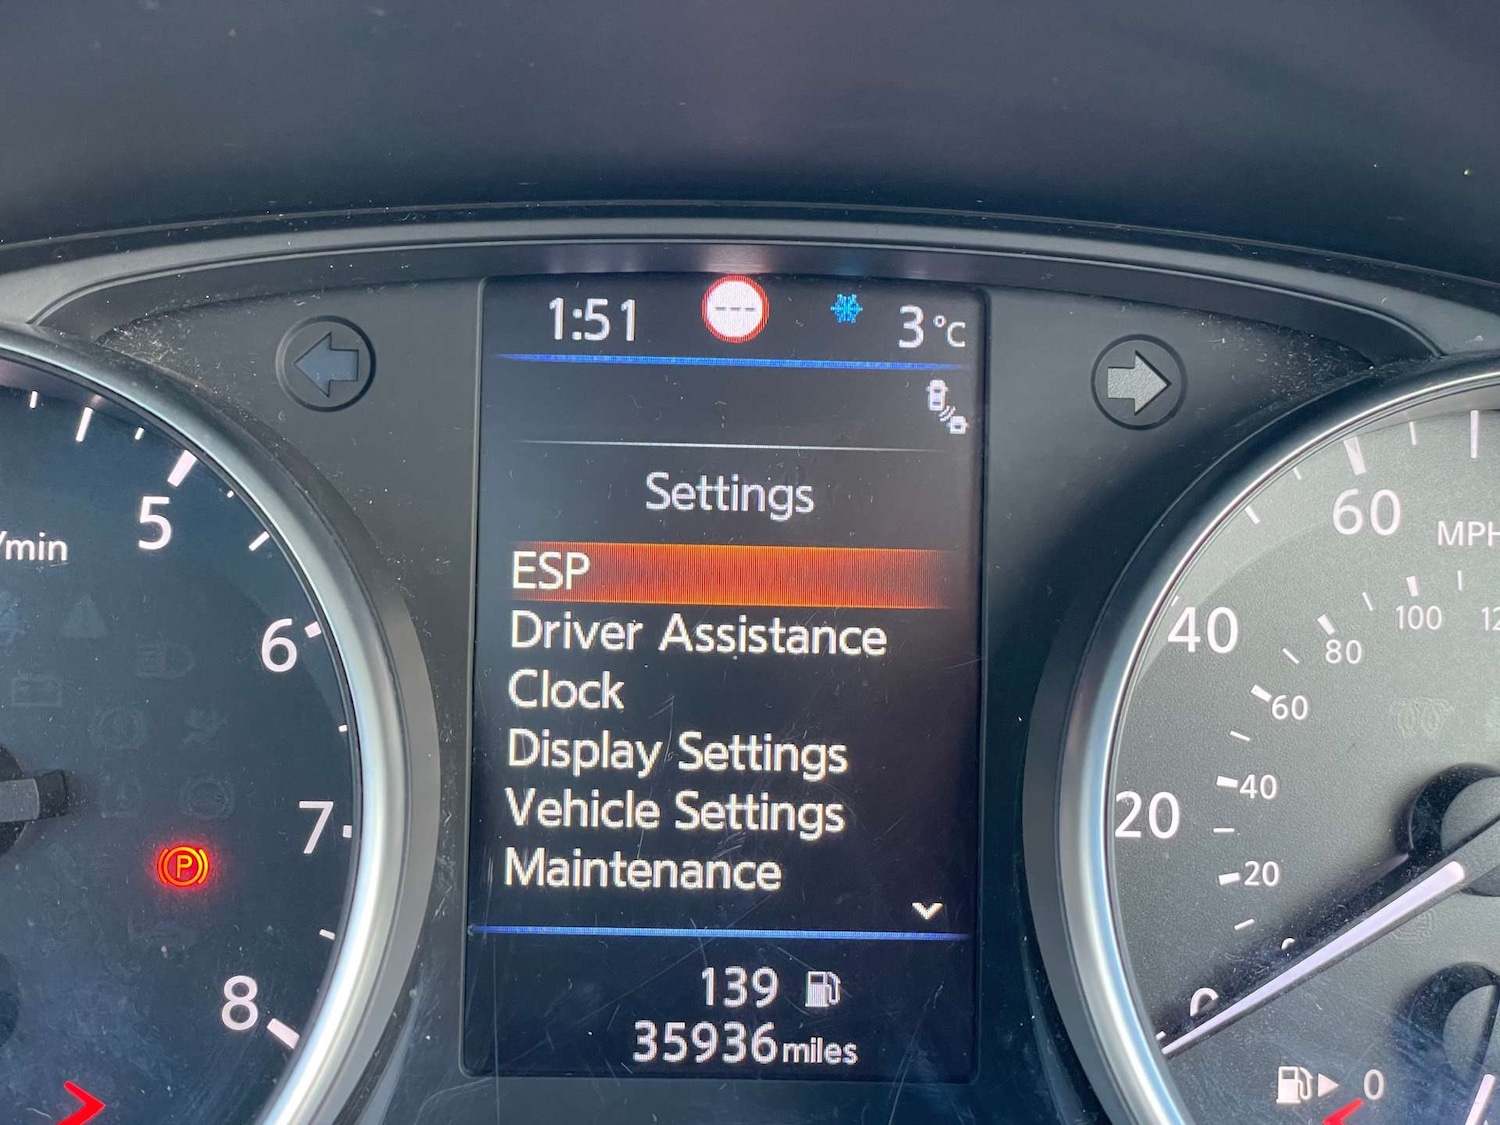 1:51 --- 3°C
Settings
ESP
Driver Assistance
Clock
Display Settings
Vehicle Settings
Maintenance
139
35936 miles
/min
5
6
7
8
P
60
MPH
40
20
100
80
60
40
20
0